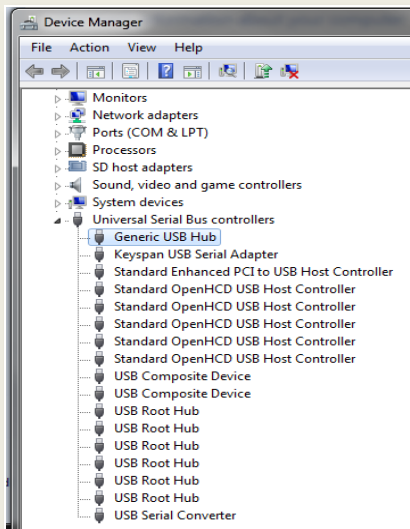 Device Manager
File Action View Help
Monitors
Network adapters
Ports (COM & LPT)
Processors
SD host adapters
Sound, video and game controllers
System devices
Universal Serial Bus controllers
Generic USB Hub
Keyspan USB Serial Adapter
Standard Enhanced PCI to USB Host Controller
Standard OpenHCD USB Host Controller
Standard OpenHCD USB Host Controller
Standard OpenHCD USB Host Controller
Standard OpenHCD USB Host Controller
Standard OpenHCD USB Host Controller
USB Composite Device
USB Composite Device
USB Root Hub
USB Root Hub
USB Root Hub
USB Root Hub
USB Root Hub
USB Root Hub
USB Serial Converter